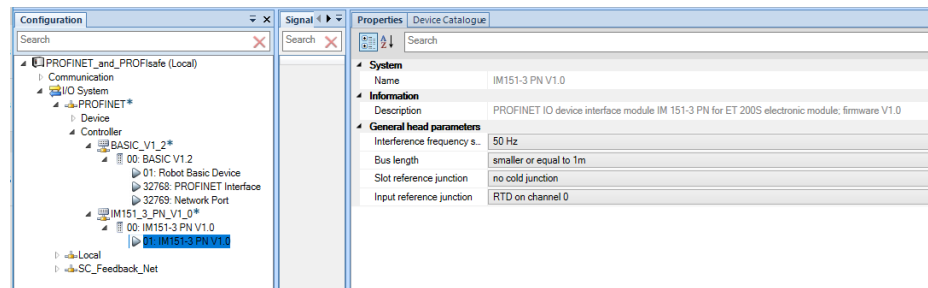 Configuration
Search
PROFINET_and_PROFIsafe (Local)
Communication
I/O System
PROFINET*
Device
Controller
BASIC_V1_2*
00: BASIC V1.2
01: Robot Basic Device
32768: PROFINET Interface
32769: Network Port
IM151_3_PN_V1_0*
00: IM151-3 PN V1.0
01: IM151-3 PN V1.0
Local
SC_Feedback_Net
Signal
Search
Properties Device Catalogue
Search
System
Name IM151-3 PN V1.0
Information
Description PROFINET IO device interface module IM 151-3 PN for ET 200S electronic module; firmware V1.0
General head parameters
Interference frequency s... 50 Hz
Bus length smaller or equal to 1m
Slot reference junction no cold junction
Input reference junction RTD on channel 0